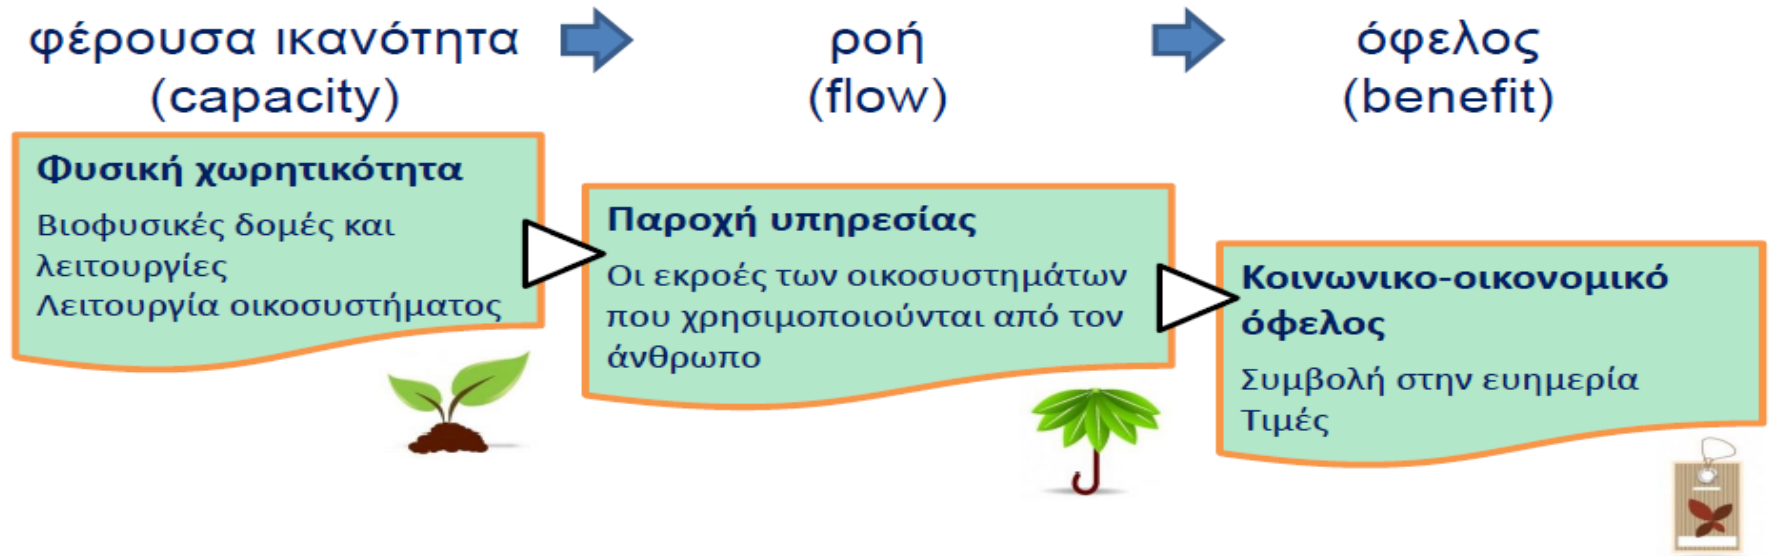 φέρουσα ικανότητα
(capacity)
ροή
(flow)
όφελος
(benefit)
Φυσική χωρητικότητα
Βιοφυσικές δομές και
λειτουργίες
Λειτουργία οικοσυστήματος
Παροχή υπηρεσίας
Οι εκροές των οικοσυστημάτων
που χρησιμοποιούνται από τον
άνθρωπο
Κοινωνικο-οικονομικό
όφελος
Συμβολή στην ευημερία
Τιμές